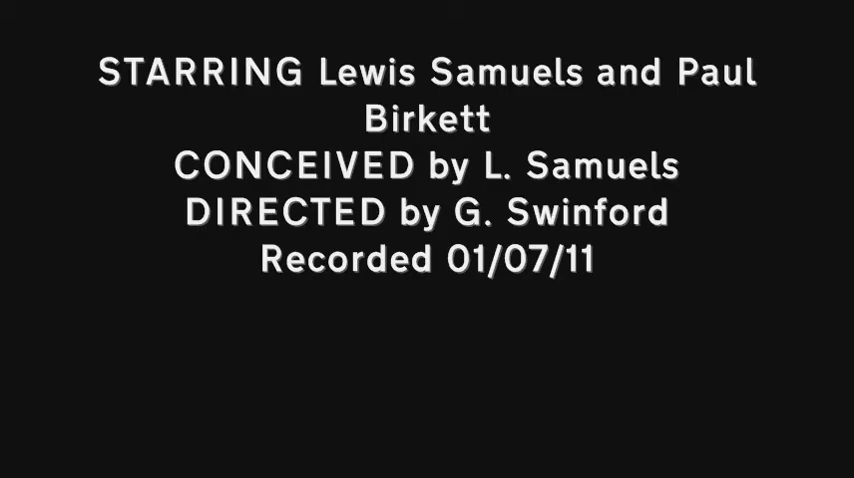 STARRING Lewis Samuels and Paul
Birkett
CONCEIVED by L. Samuels
DIRECTED by G. Swinford
Recorded 01/07/11